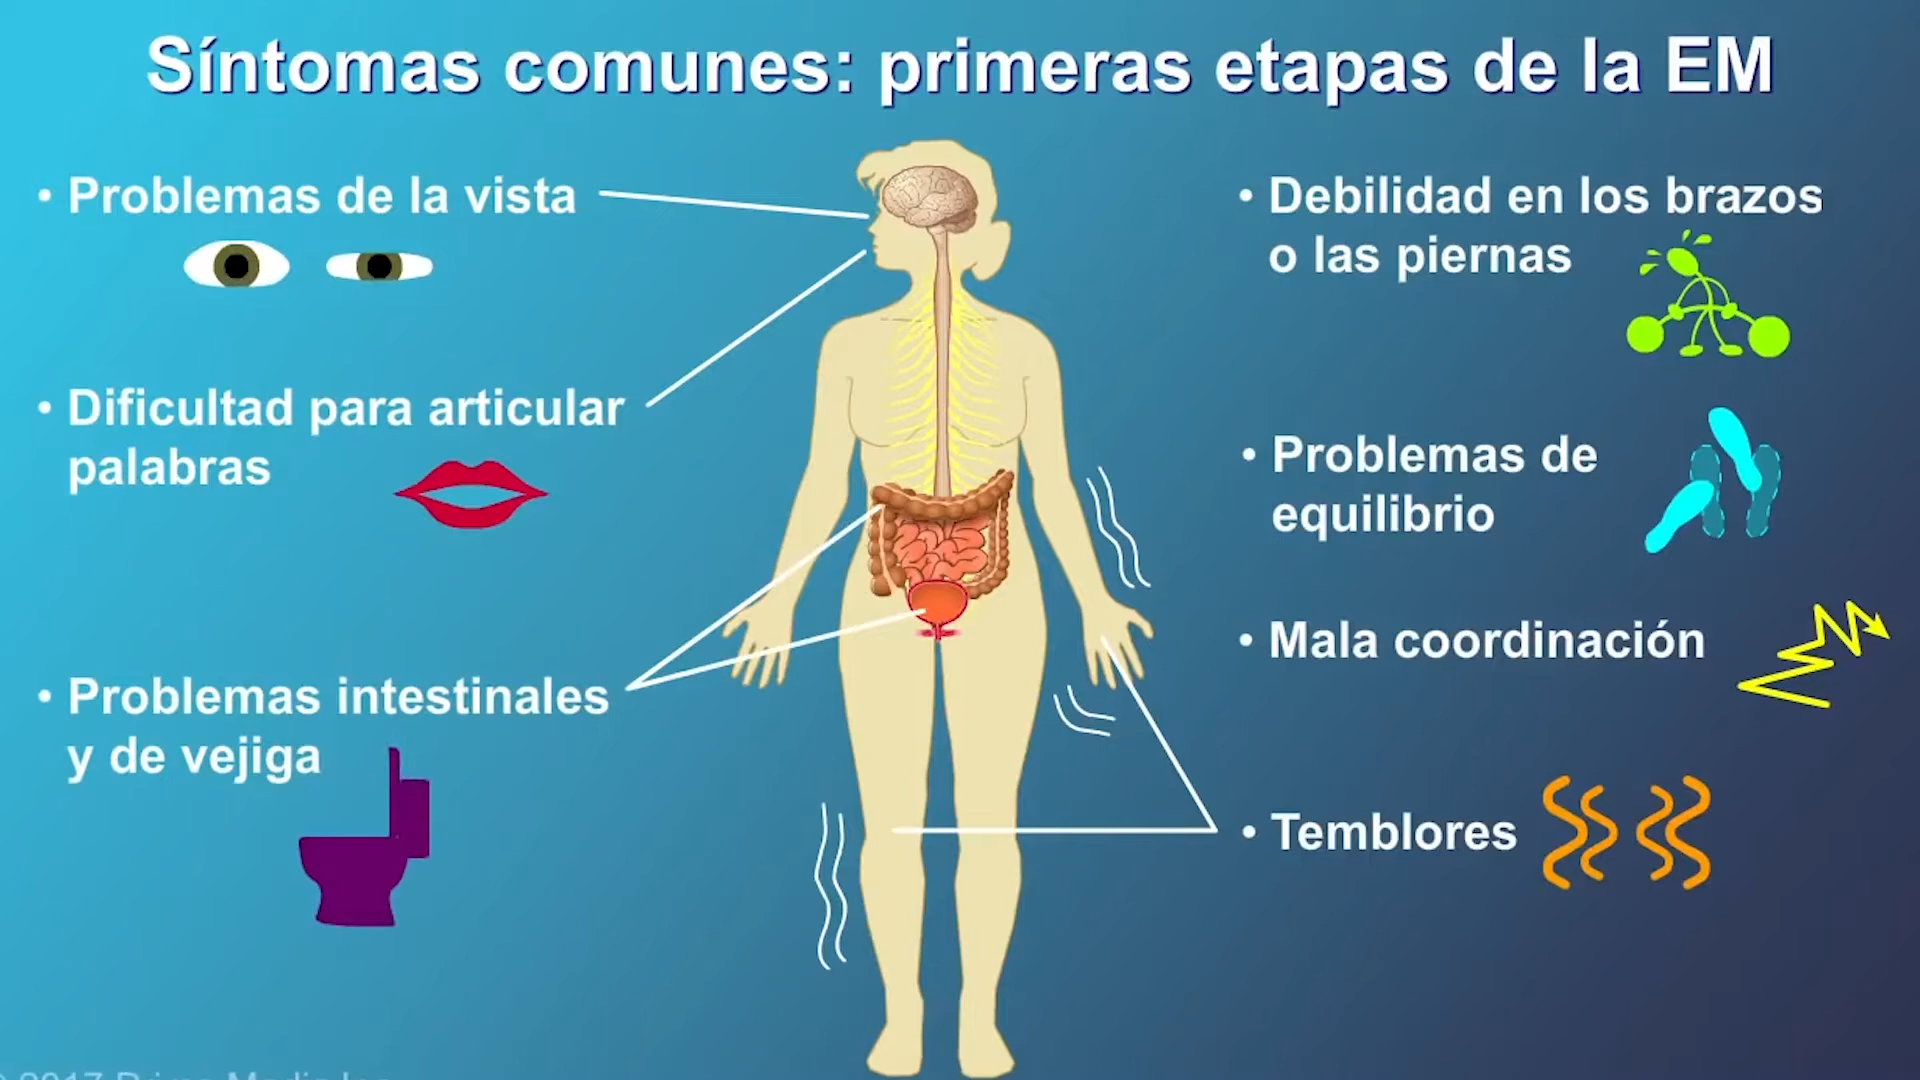 Síntomas comunes: primeras etapas de la EM
• Problemas de la vista
• Dificultad para articular
palabras
• Problemas intestinales
y de vejiga
• Debilidad en los brazos
o las piernas
• Problemas de
equilibrio
• Mala coordinación
• Temblores
2017